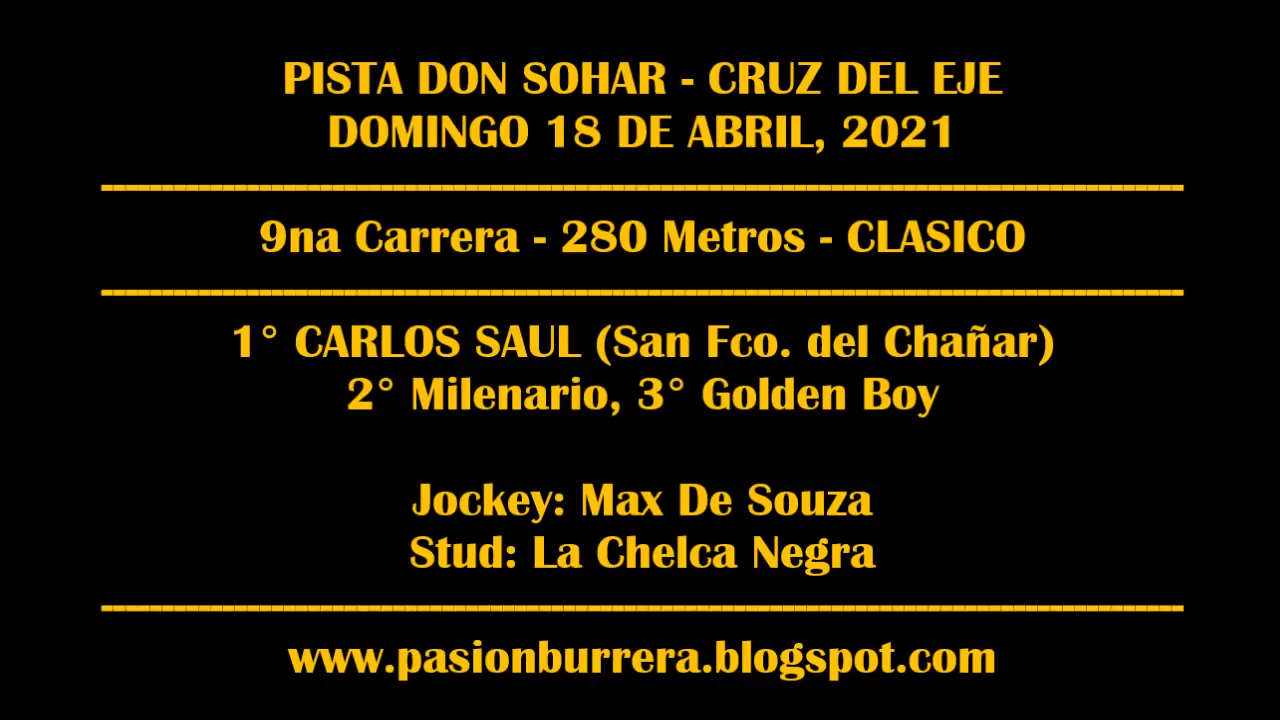 PISTA DON SOHAR - CRUZ DEL EJE
DOMINGO 18 DE ABRIL, 2021
9na Carrera - 280 Metros - CLASICO
1° CARLOS SAUL (San Fco. del Chañar)
2° Milenario, 3° Golden Boy
Jockey: Max De Souza
Stud: La Chelca Negra
www.pasionburrera.blogspot.com